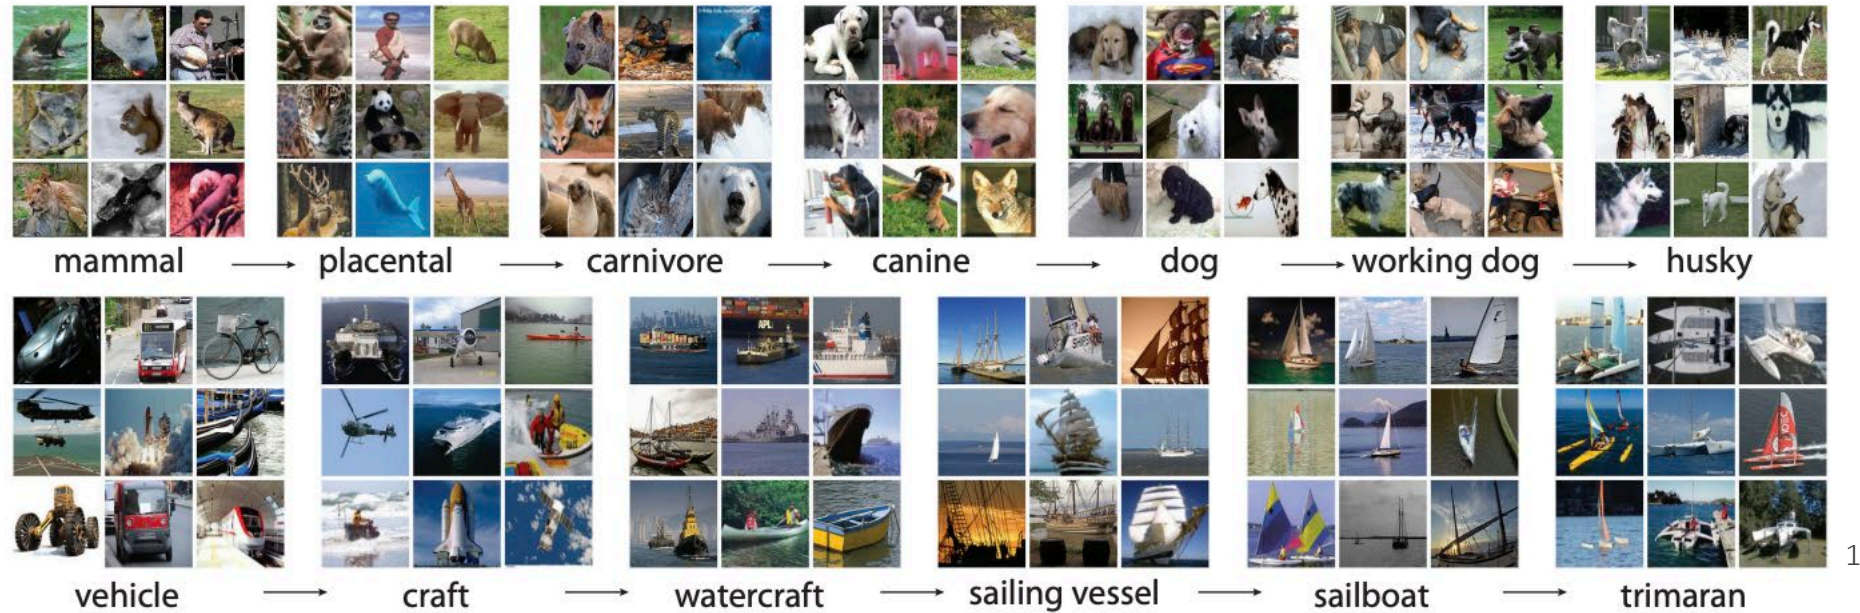 mammal → placental → carnivore → canine → dog → working dog → husky
1
vehicle → craft → watercraft → sailing vessel → sailboat → trimaran